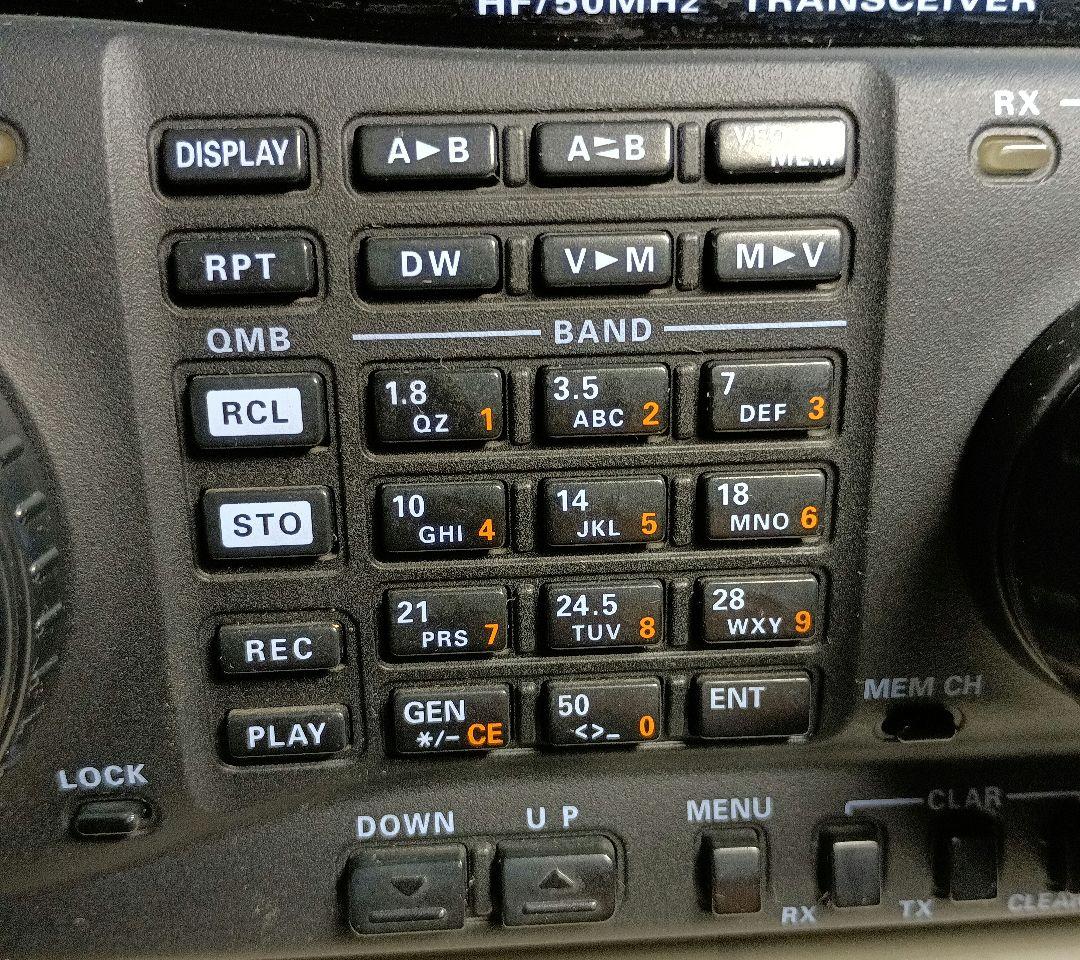 HF/50MHz TRANSCEIVER
RX
DISPLAY A▶B A⇋B VFO MEM
RPT DW V▶M M▶V
QMB BAND
RCL
1.8 QZ 1
3.5 ABC 2
7 DEF 3
STO
10 GHI 4
14 JKL 5
18 MNO 6
REC
21 PRS 7
24.5 TUV 8
28 WXY 9
PLAY
GEN */- CE
50 <>_ 0
ENT
MEM CH
LOCK
DOWN UP MENU CLAR
RX TX CLEAR